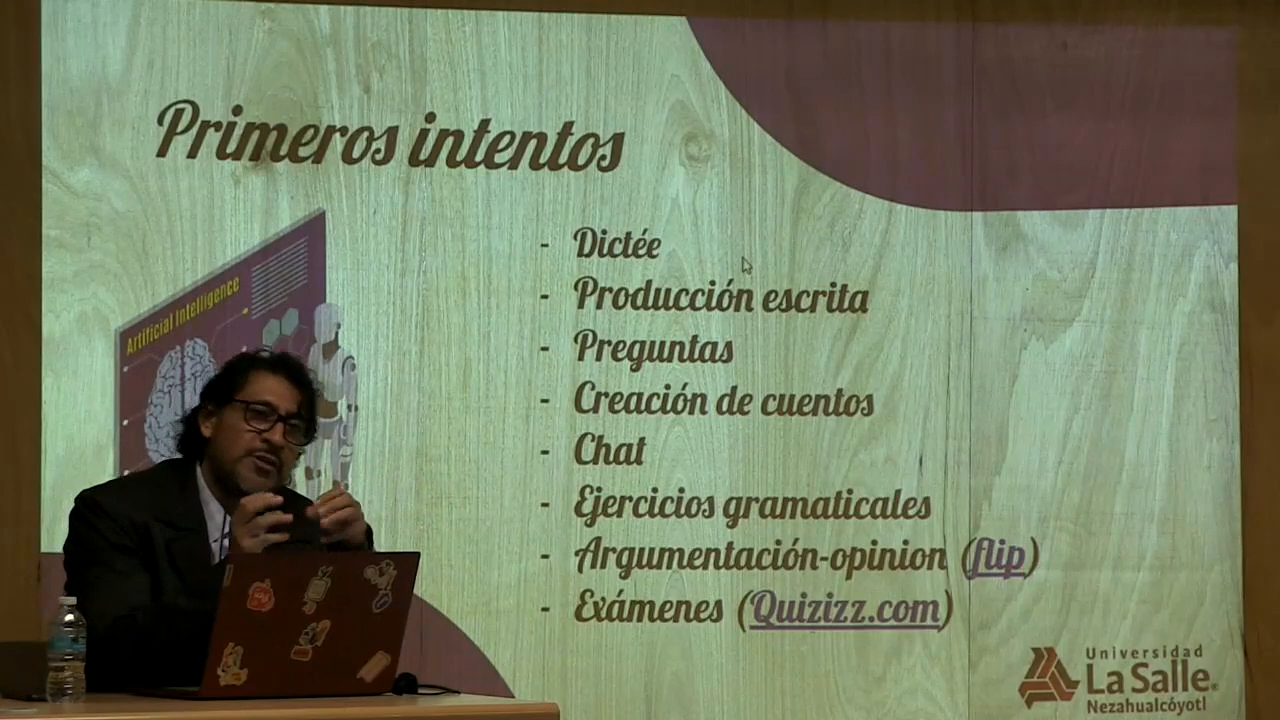 Primeros intentos
Artificial Intelligence
- Dictée
- Producción escrita
- Preguntas
- Creación de cuentos
- Chat
- Ejercicios gramaticales
- Argumentación-opinion (flip)
- Exámenes (Quizizz.com)
Universidad
La Salle®
Nezahualcóyotl